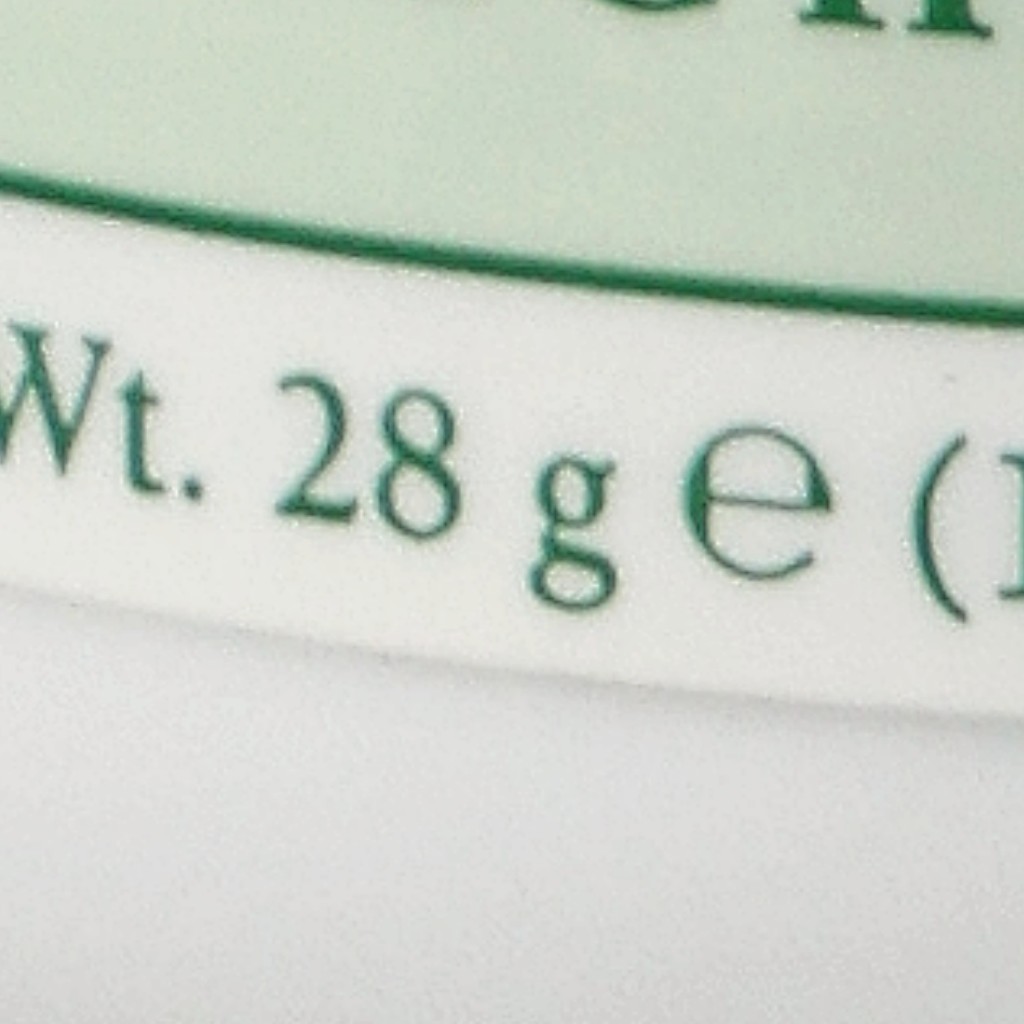 Wt. 28 g ℮ (